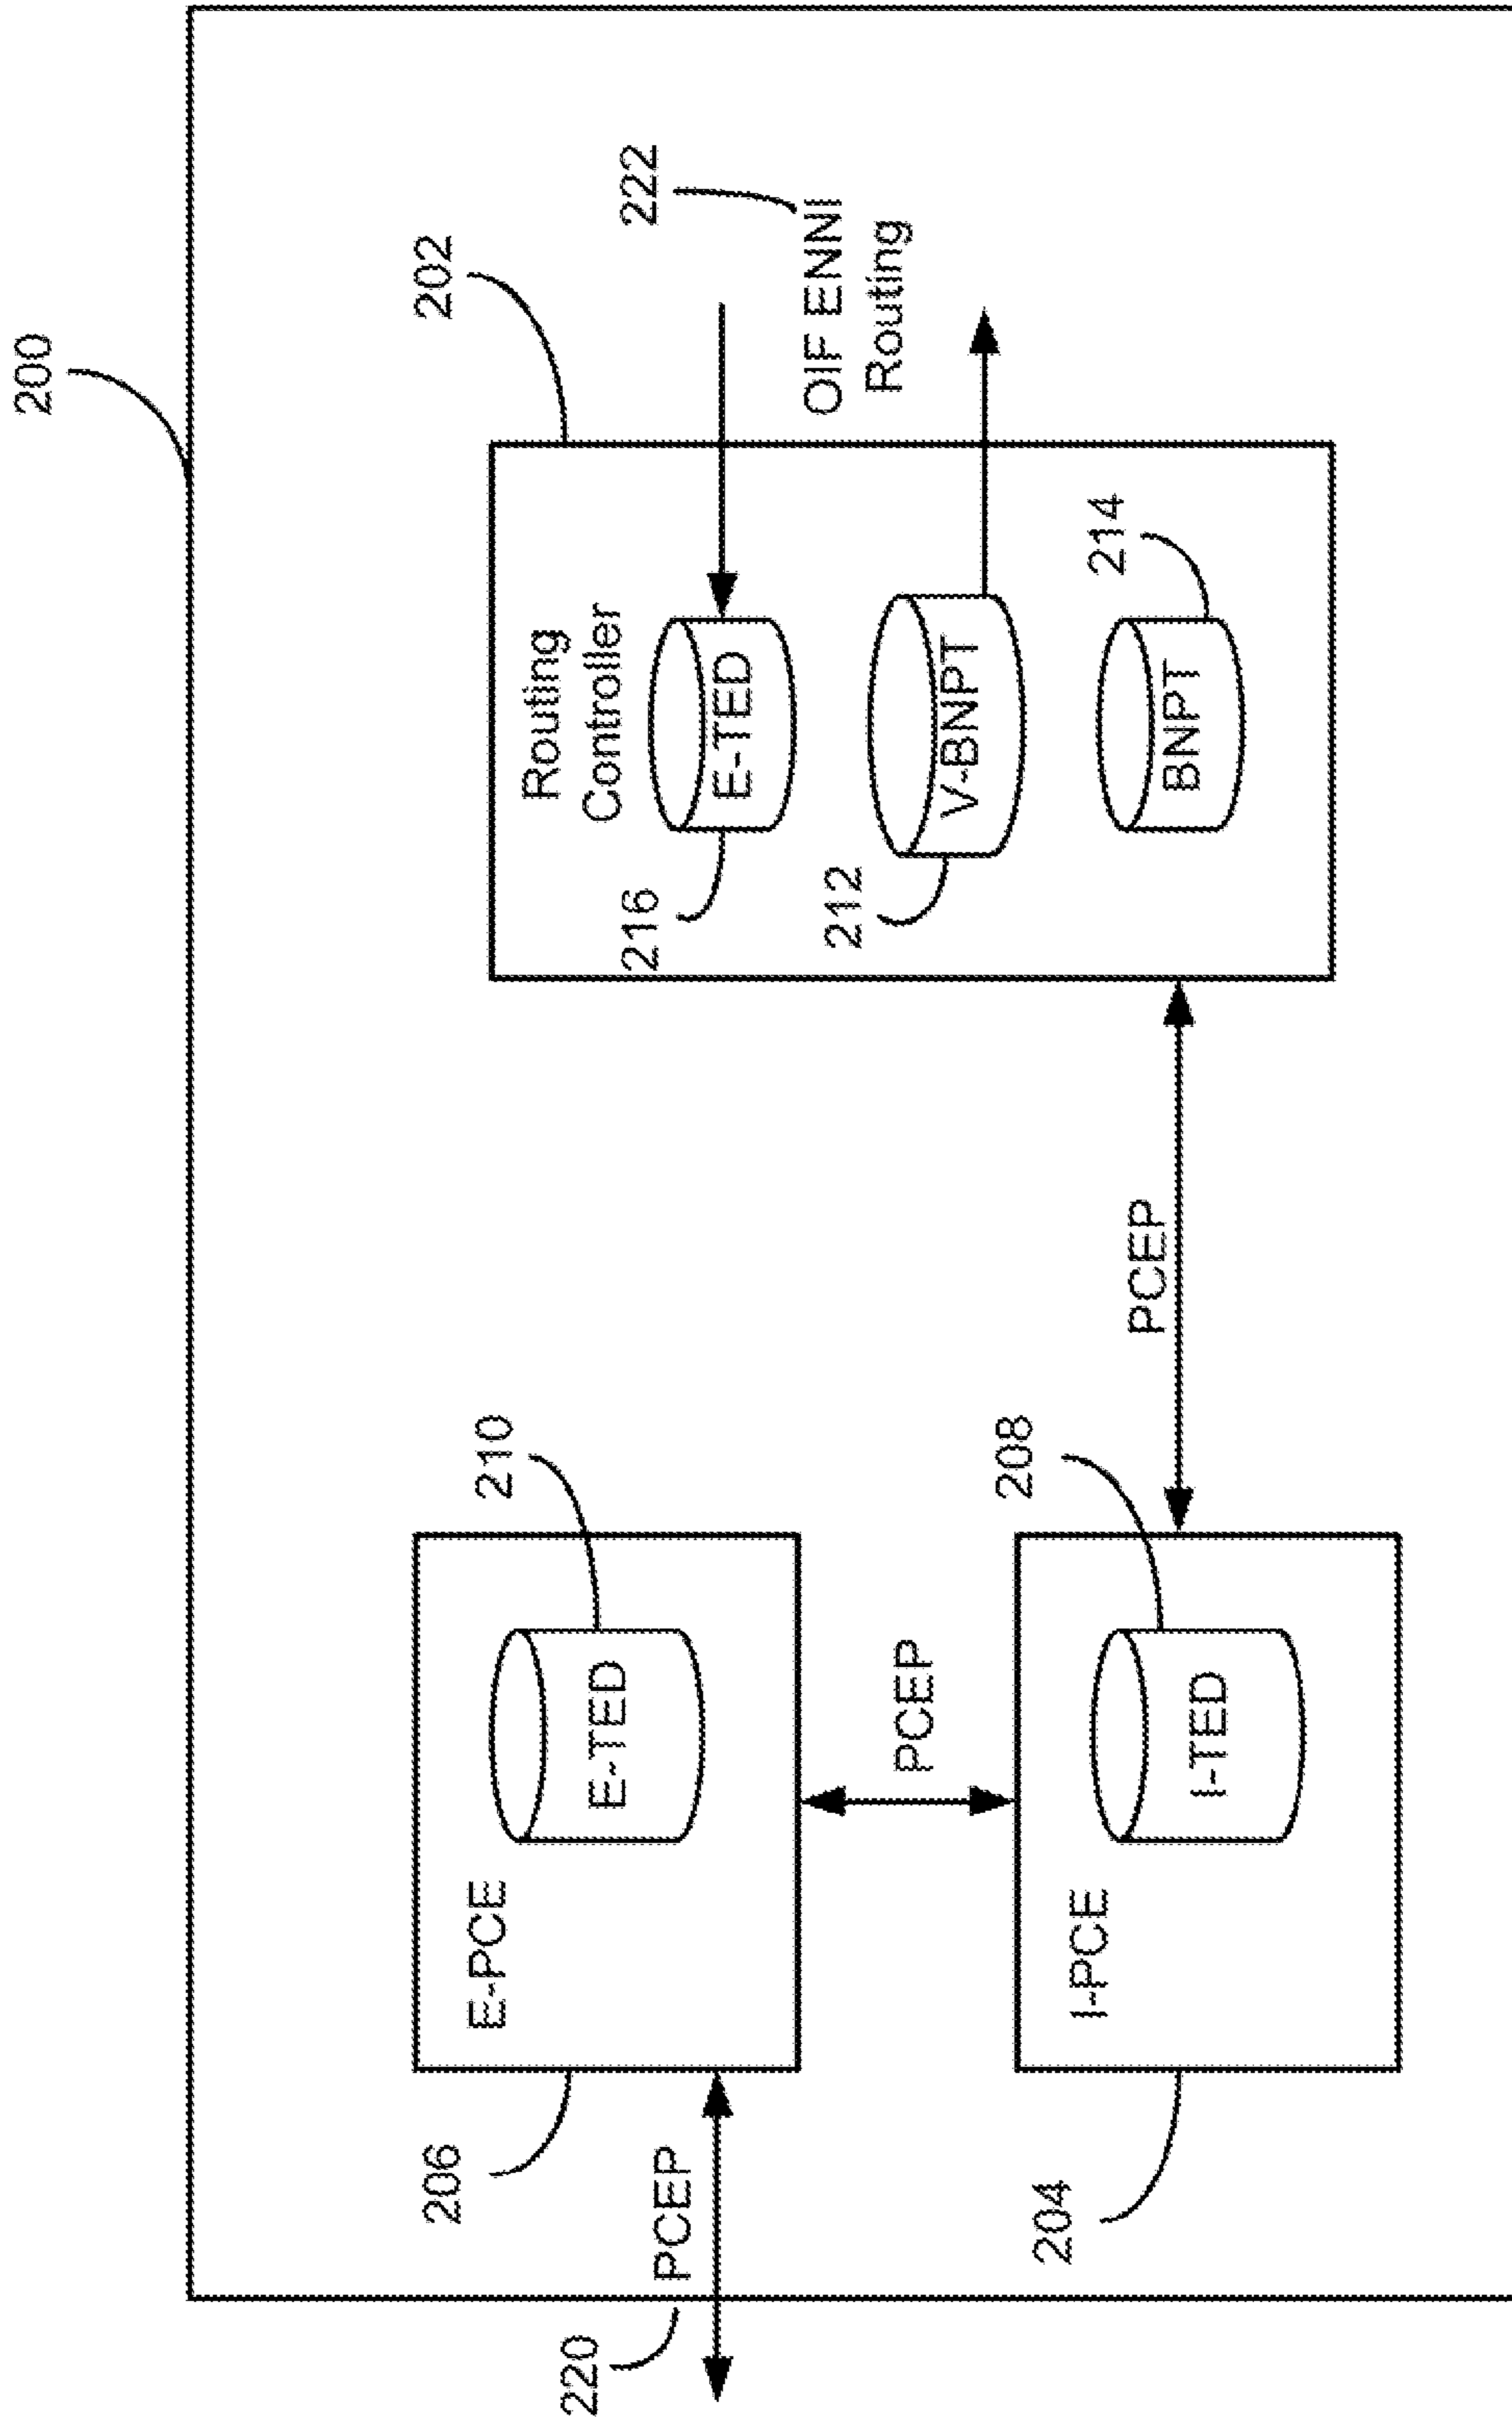 200
202
222
OIF ENNI
Routing
Routing
Controller
E-TED
216
V-BNPT
212
BNPT
214
PCEP
E-PCE
E-TED
210
206
PCEP
220
PCEP
I-PCE
I-TED
208
204